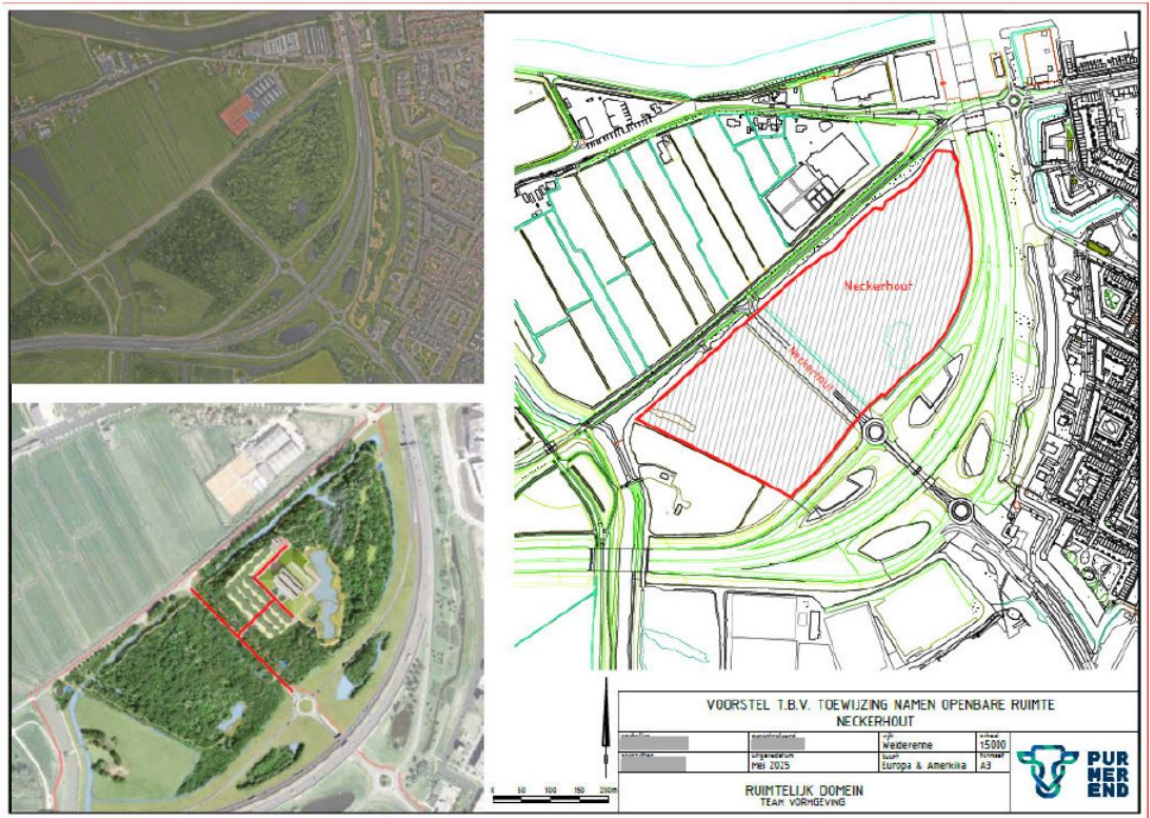 Neckerhout
Neckerhout
VOORSTEL T.B.V. TOEWIJZING NAMEN OPENBARE RUIMTE
NECKERHOUT
wijk
schaal
Weidevenne
1:5000
uitgavedatum
buurt
formaat
Mei 2025
Europa & Amerika
A3
RUIMTELIJK DOMEIN
TEAM VORMGEVING
0 50 100 150 200m
PUR
MER
END